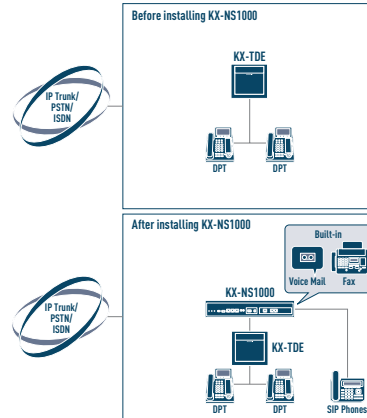 Before installing KX-NS1000
KX-TDE
IP Trunk/
PSTN/
ISDN
DPT DPT
After installing KX-NS1000
Built-in
Voice Mail Fax
KX-NS1000
IP Trunk/
PSTN/
ISDN
KX-TDE
DPT DPT SIP Phones